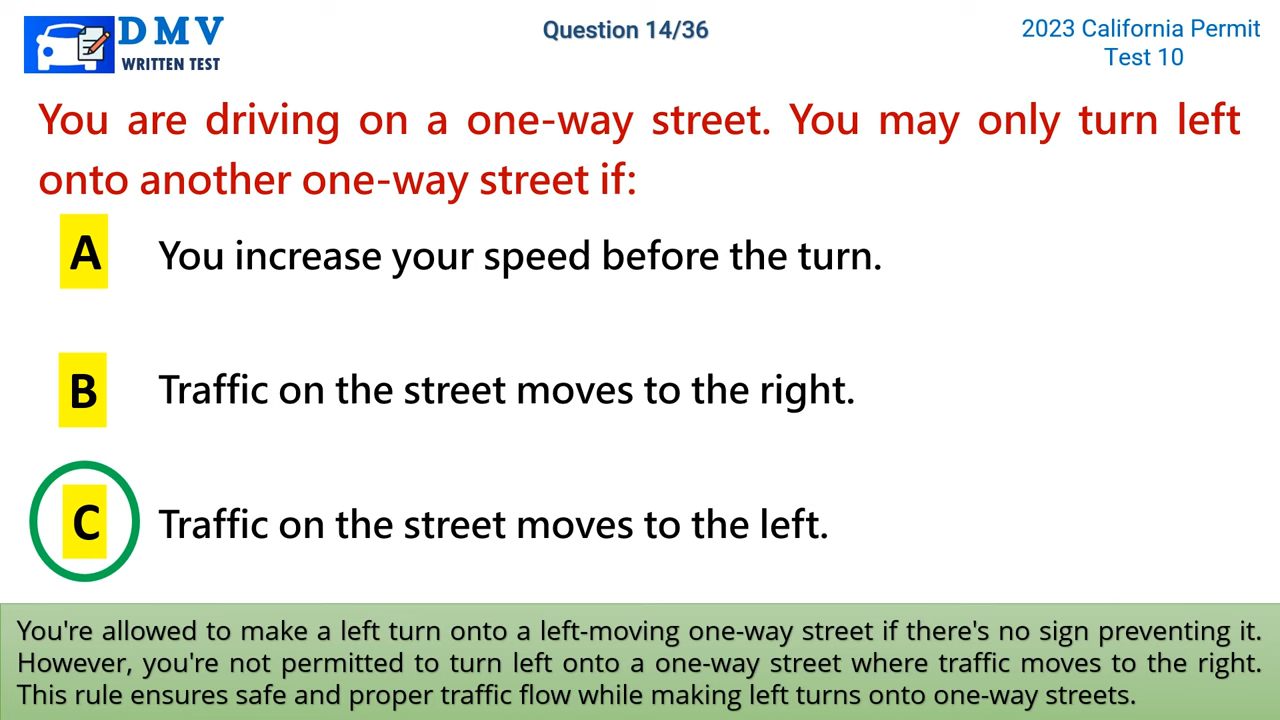 DMV
WRITTEN TEST
Question 14/36
2023 California Permit
Test 10
You are driving on a one-way street. You may only turn left
onto another one-way street if:
A You increase your speed before the turn.
B Traffic on the street moves to the right.
C Traffic on the street moves to the left.
You're allowed to make a left turn onto a left-moving one-way street if there's no sign preventing it.
However, you're not permitted to turn left onto a one-way street where traffic moves to the right.
This rule ensures safe and proper traffic flow while making left turns onto one-way streets.